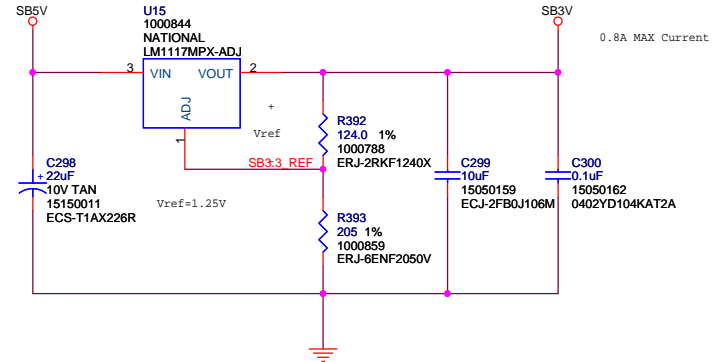 SB5V
U15
1000844
NATIONAL
LM1117MPX-ADJ
SB3V
0.8A MAX Current
3
VIN
VOUT
2
ADJ
1
+
Vref
R392
124.0 1%
1000788
ERJ-2RKF1240X
SB3:3_REF
C298
+ 22uF
10V TAN
15150011
ECS-T1AX226R
Vref=1.25V
C299
10uF
15050159
ECJ-2FB0J106M
C300
0.1uF
15050162
0402YD104KAT2A
R393
205 1%
1000859
ERJ-6ENF2050V